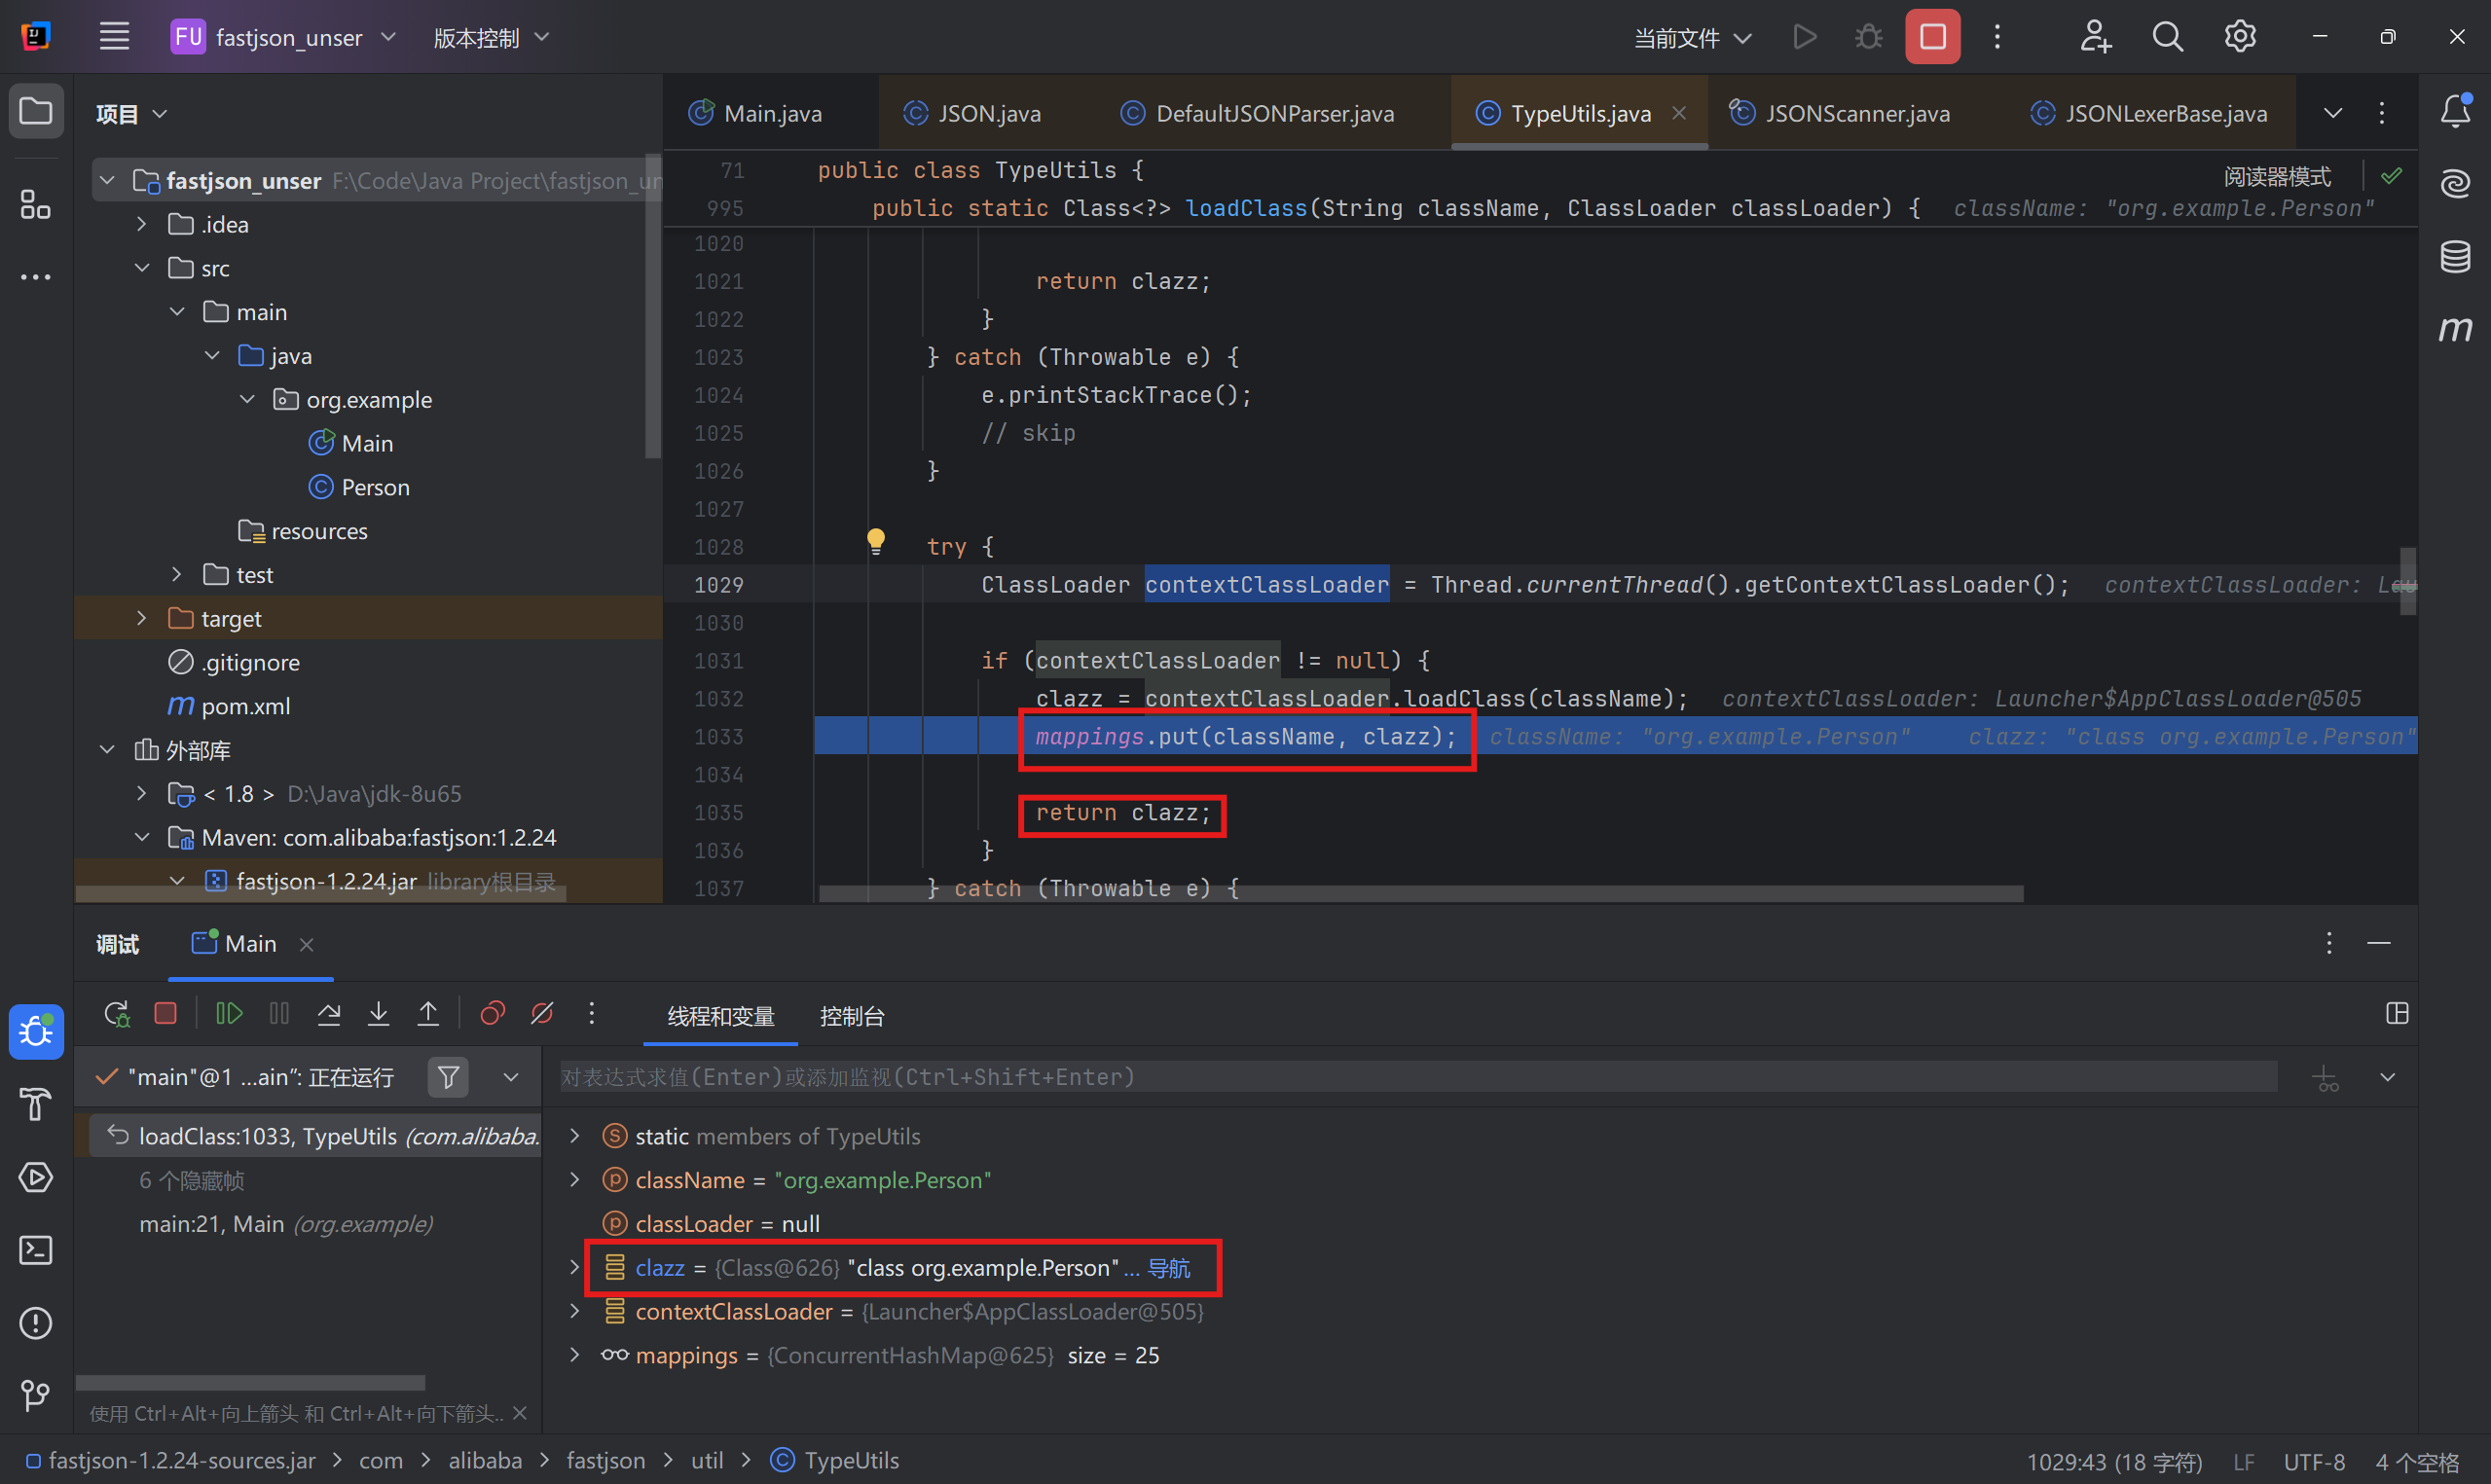 FU fastjson_unser 版本控制 当前文件
项目
fastjson_unser F:\Code\Java Project\fastjson_un
.idea
src
main
java
org.example
Main
Person
resources
test
target
.gitignore
m pom.xml
外部库
< 1.8 > D:\Java\jdk-8u65
Maven: com.alibaba:fastjson:1.2.24
fastjson-1.2.24.jar library根目录
Main.java JSON.java DefaultJSONParser.java TypeUtils.java JSONScanner.java JSONLexerBase.java
阅读器模式
71 public class TypeUtils {
995 public static Class<?> loadClass(String className, ClassLoader classLoader) { className: "org.example.Person"
1020
1021 return clazz;
1022 }
1023 } catch (Throwable e) {
1024 e.printStackTrace();
1025 // skip
1026 }
1027
1028 try {
1029 ClassLoader contextClassLoader = Thread.currentThread().getContextClassLoader(); contextClassLoader: Lau
1030
1031 if (contextClassLoader != null) {
1032 clazz = contextClassLoader.loadClass(className); contextClassLoader: Launcher$AppClassLoader@505
1033 mappings.put(className, clazz); className: "org.example.Person" clazz: "class org.example.Person"
1034
1035 return clazz;
1036 }
1037 } catch (Throwable e) {
m
调试 Main
线程和变量 控制台
"main"@1 ...ain": 正在运行
loadClass:1033, TypeUtils (com.alibaba.
6 个隐藏帧
main:21, Main (org.example)
使用 Ctrl+Alt+向上箭头 和 Ctrl+Alt+向下箭头..
对表达式求值(Enter)或添加监视(Ctrl+Shift+Enter)
static members of TypeUtils
className = "org.example.Person"
classLoader = null
clazz = {Class@626} "class org.example.Person" ... 导航
contextClassLoader = {Launcher$AppClassLoader@505}
mappings = {ConcurrentHashMap@625} size = 25
fastjson-1.2.24-sources.jar > com > alibaba > fastjson > util > TypeUtils
1029:43 (18 字符) LF UTF-8 4 个空格